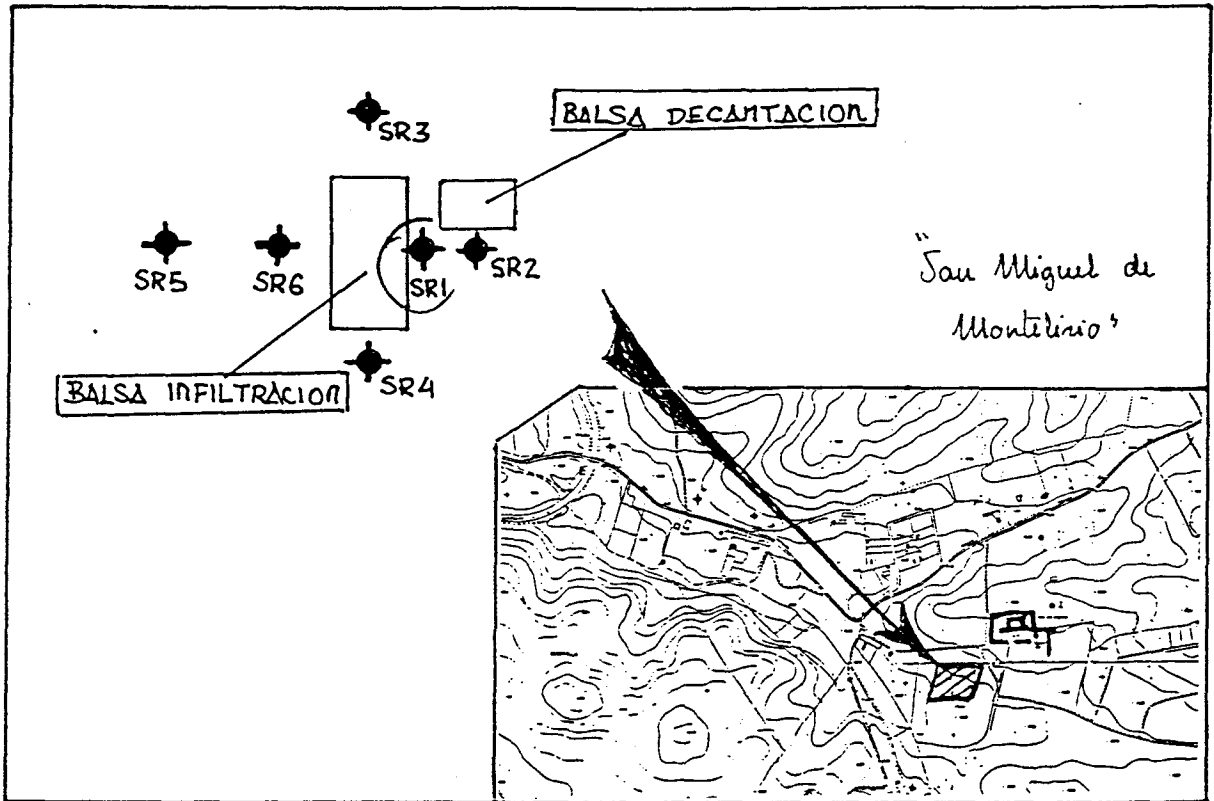 SR3
BALSA DECANTACION
SR5
SR6
SR1
SR2
"San Miguel de
Montelirio"
BALSA INFILTRACION
SR4